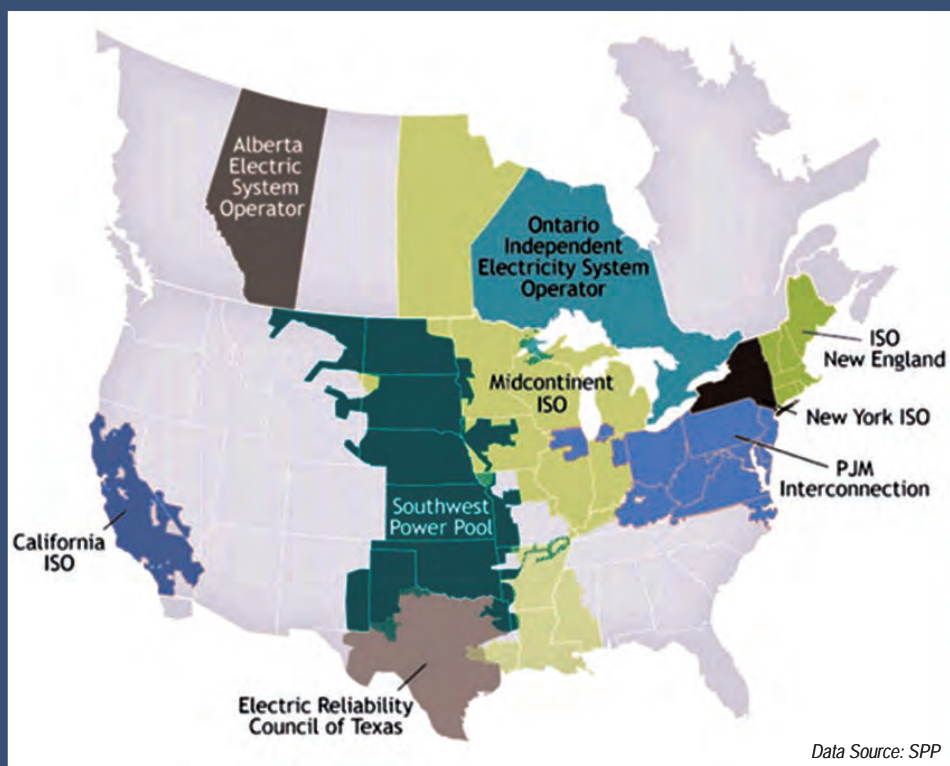 Alberta
Electric
System
Operator
Ontario
Independent
Electricity System
Operator
ISO
New England
Midcontinent
ISO
New York ISO
PJM
Interconnection
Southwest
Power Pool
California
ISO
Electric Reliability
Council of Texas
Data Source: SPP